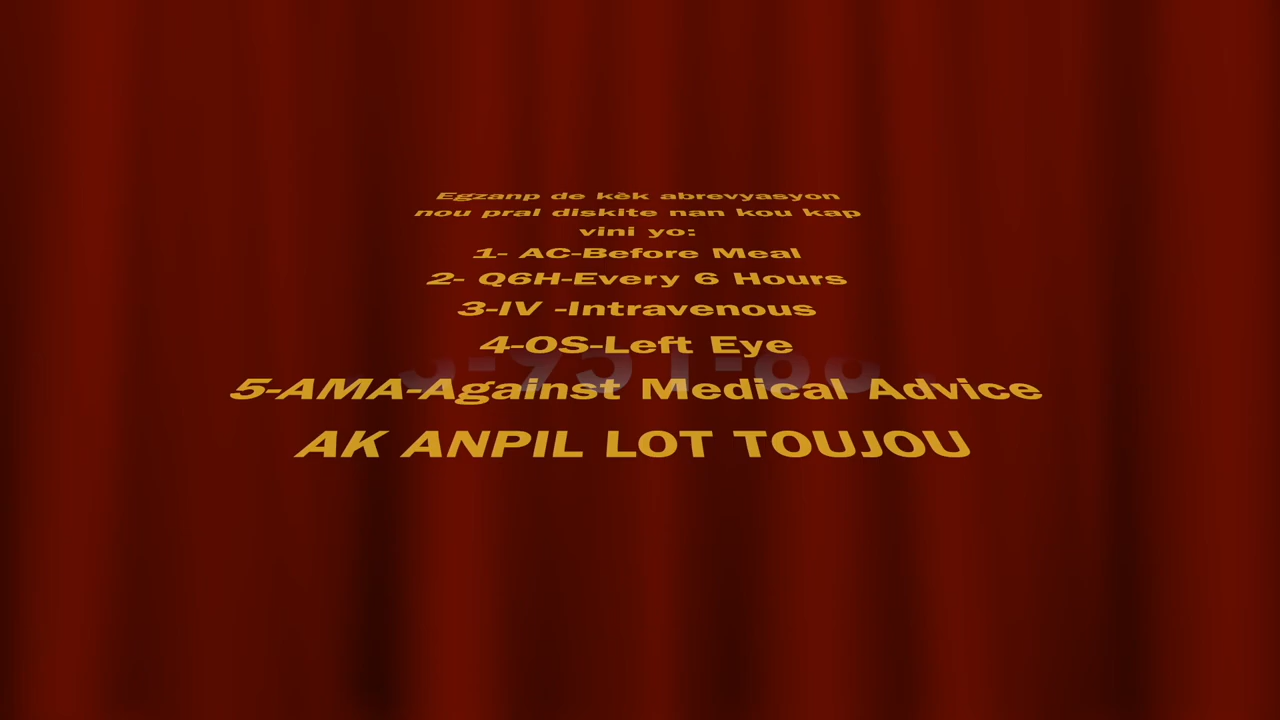 Egzanp de kèk abrevyasyon
nou pral diskite nan kou kap
vini yo:
1- AC-Before Meal
2- Q6H-Every 6 Hours
3-IV -Intravenous
4-OS-Left Eye
5-AMA-Against Medical Advice
AK ANPIL LOT TOUJOU